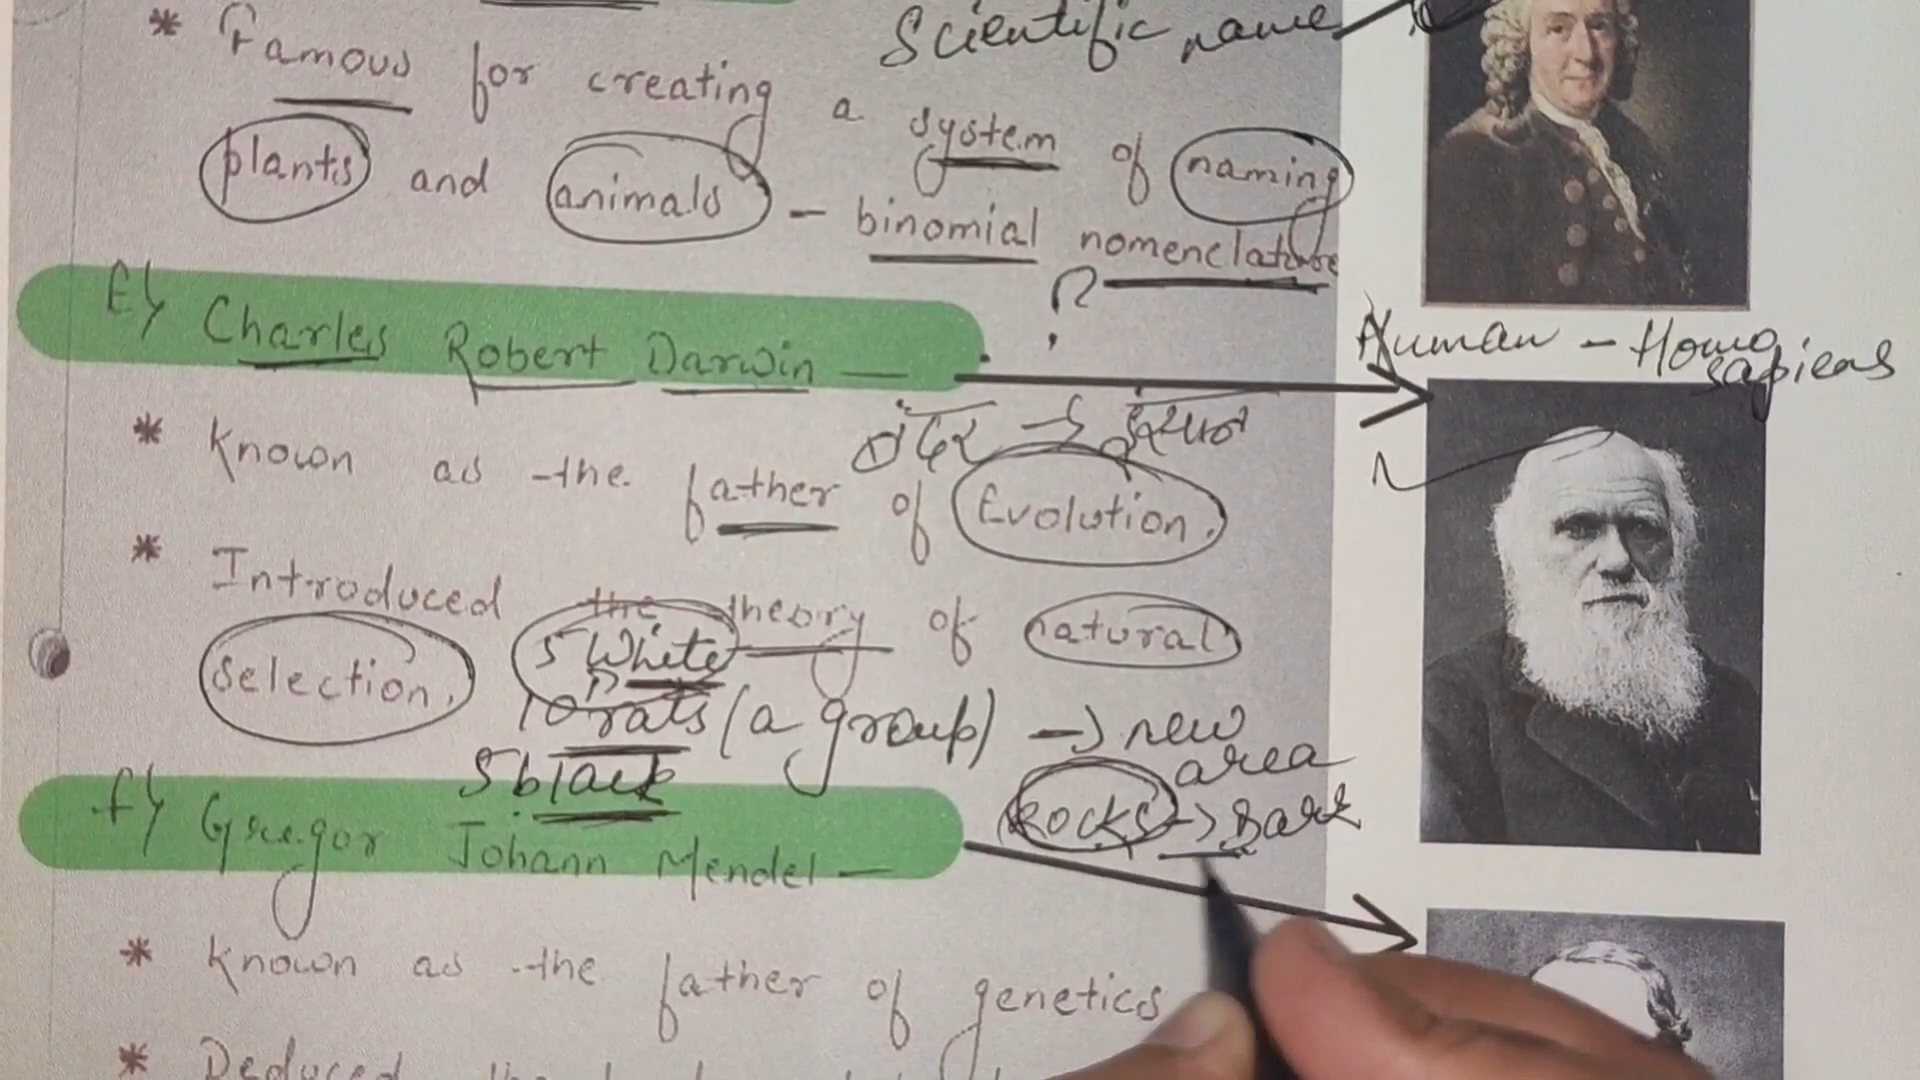 Scientific name
* Famous for creating a system of naming
plants and animals - binomial nomenclature
?
E) Charles Robert Darwin —
Human - Homo
sapiens
* Known as the father of Evolution.
* Introduced the theory of natural
selection.
5 White
10 rats (a group) → new
area
5 black
Rocks → Dark
f) Gregor Johann Mendel —
* Known as the father of genetics
* Deduced